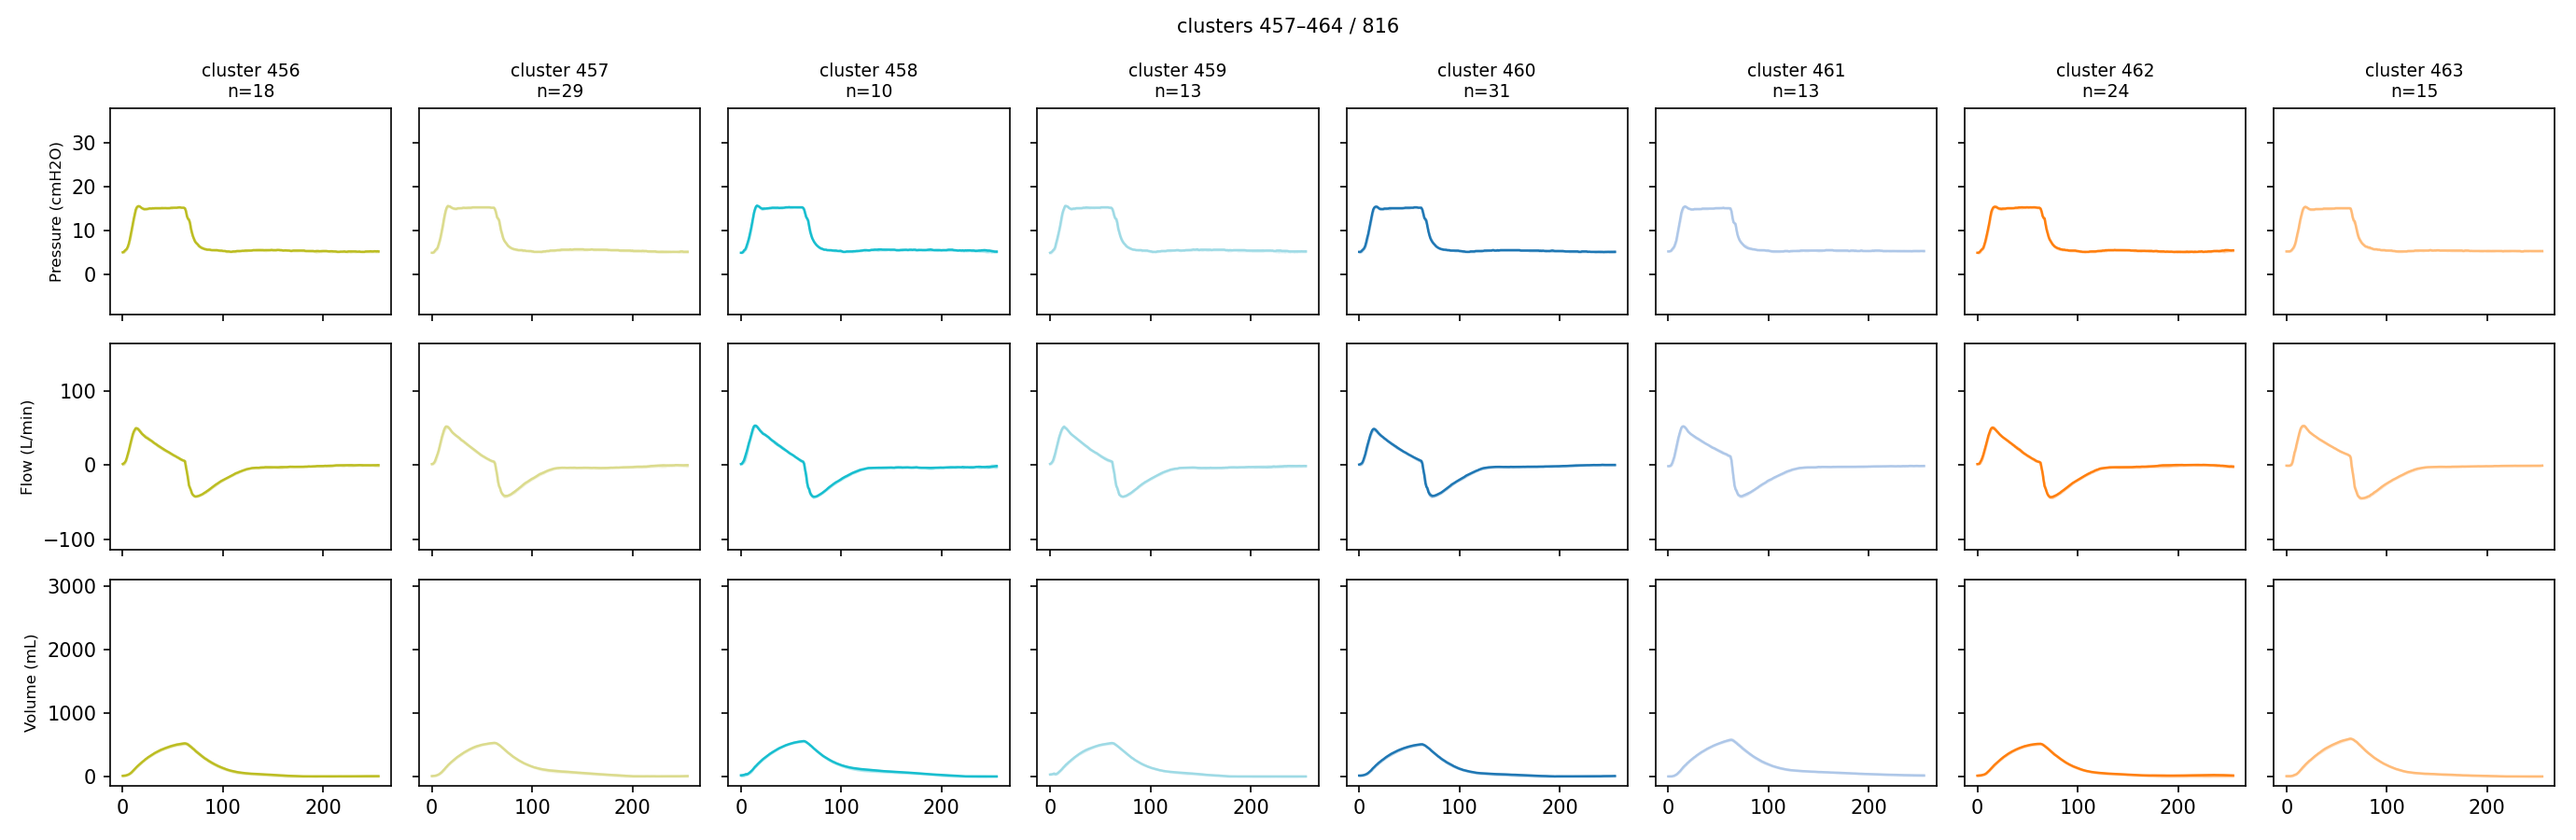 clusters 457–464 / 816
cluster 456
n=18
cluster 457
n=29
cluster 458
n=10
cluster 459
n=13
cluster 460
n=31
cluster 461
n=13
cluster 462
n=24
cluster 463
n=15
Pressure (cmH2O)
30
20
10
0
Flow (L/min)
100
0
−100
Volume (mL)
3000
2000
1000
0
0 100 200
0 100 200
0 100 200
0 100 200
0 100 200
0 100 200
0 100 200
0 100 200